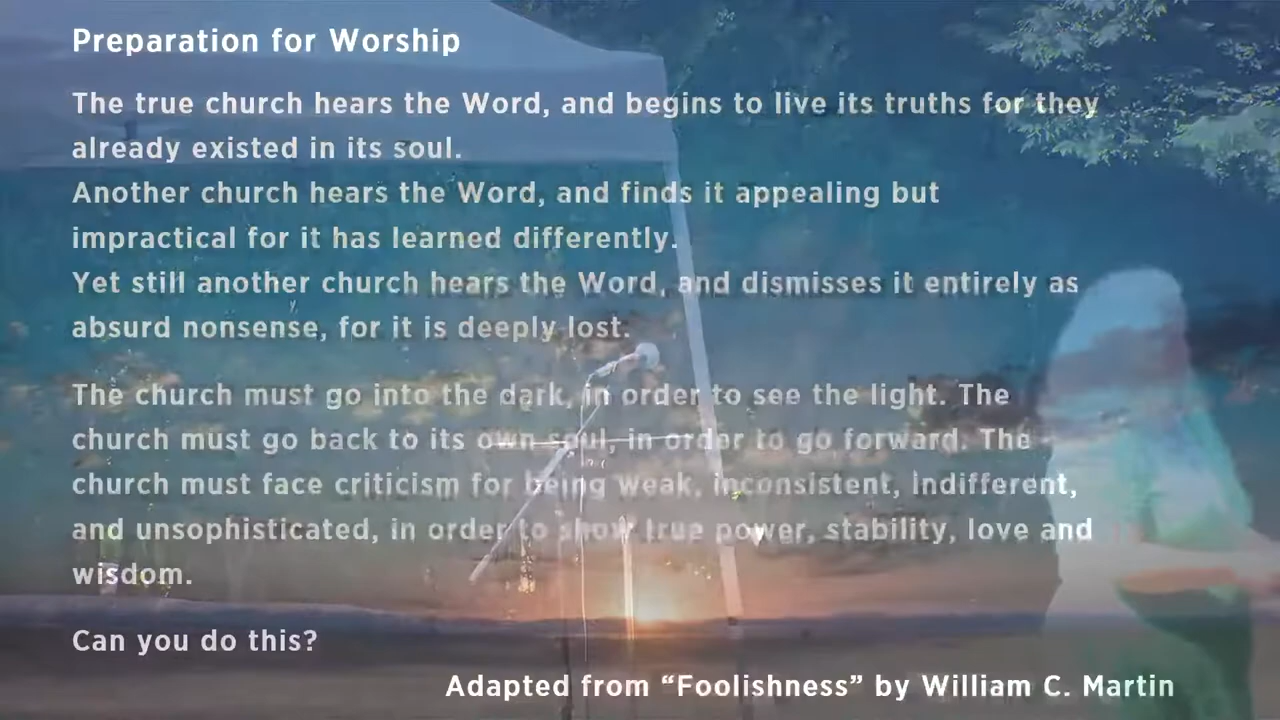 Preparation for Worship
The true church hears the Word, and begins to live its truths for they
already existed in its soul.
Another church hears the Word, and finds it appealing but
impractical for it has learned differently.
Yet still another church hears the Word, and dismisses it entirely as
absurd nonsense, for it is deeply lost.
The church must go into the dark, in order to see the light. The
church must go back to its own soul, in order to go forward. The
church must face criticism for being weak, inconsistent, indifferent,
and unsophisticated, in order to show true power, stability, love and
wisdom.
Can you do this?
Adapted from “Foolishness” by William C. Martin